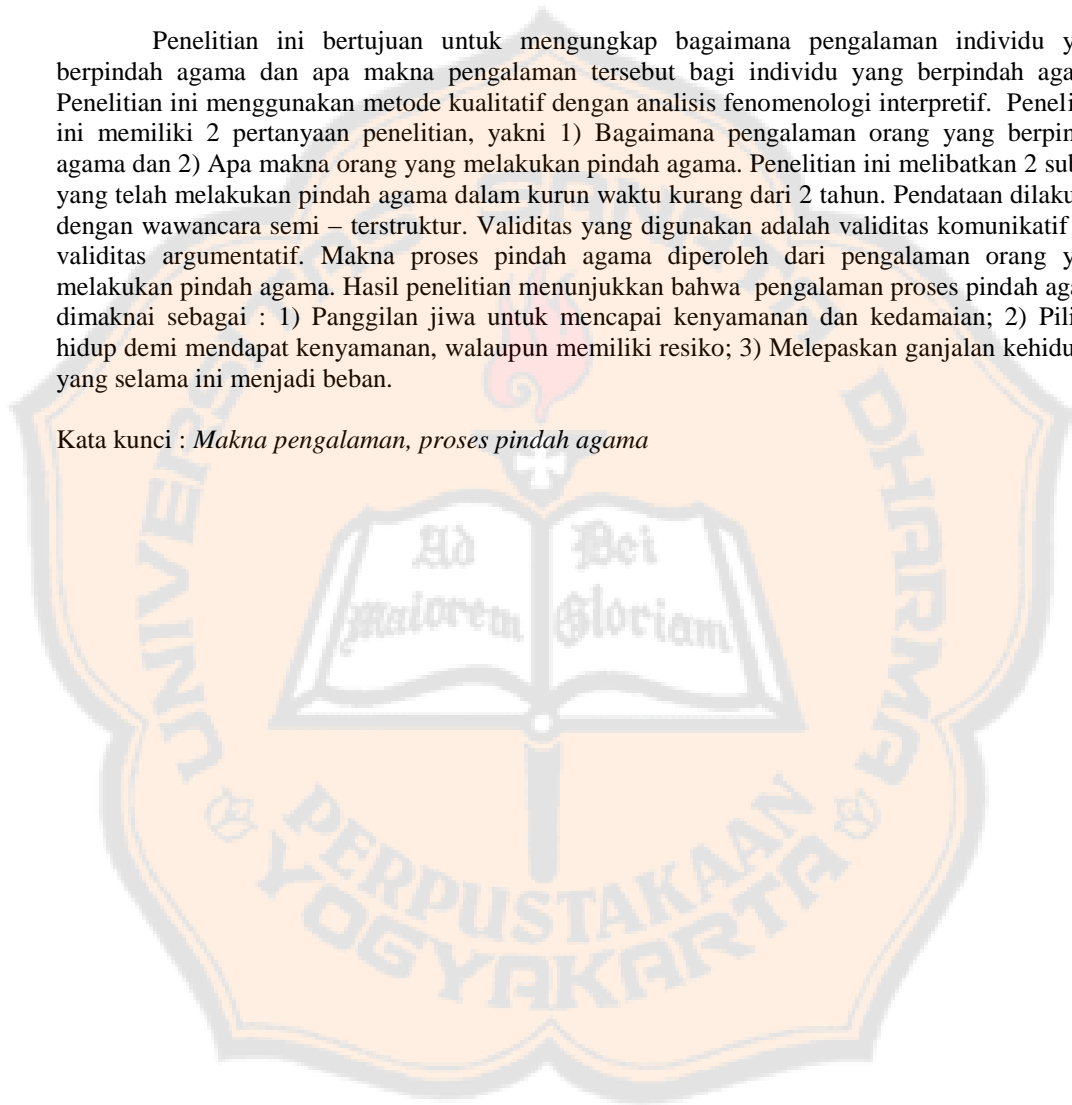 Penelitian ini bertujuan untuk mengungkap bagaimana pengalaman individu y
berpindah agama dan apa makna pengalaman tersebut bagi individu yang berpindah aga
Penelitian ini menggunakan metode kualitatif dengan analisis fenomenologi interpretif. Peneli
ini memiliki 2 pertanyaan penelitian, yakni 1) Bagaimana pengalaman orang yang berpin
agama dan 2) Apa makna orang yang melakukan pindah agama. Penelitian ini melibatkan 2 sub
yang telah melakukan pindah agama dalam kurun waktu kurang dari 2 tahun. Pendataan dilaku
dengan wawancara semi – terstruktur. Validitas yang digunakan adalah validitas komunikatif
validitas argumentatif. Makna proses pindah agama diperoleh dari pengalaman orang y
melakukan pindah agama. Hasil penelitian menunjukkan bahwa pengalaman proses pindah aga
dimaknai sebagai : 1) Panggilan jiwa untuk mencapai kenyamanan dan kedamaian; 2) Pili
hidup demi mendapat kenyamanan, walaupun memiliki resiko; 3) Melepaskan ganjalan kehidu
yang selama ini menjadi beban.
Kata kunci : Makna pengalaman, proses pindah agama
UNIVERSITAS SANATA DHARMA
Ad Maiorem
Dei Gloriam
PERPUSTAKAAN
YOGYAKARTA